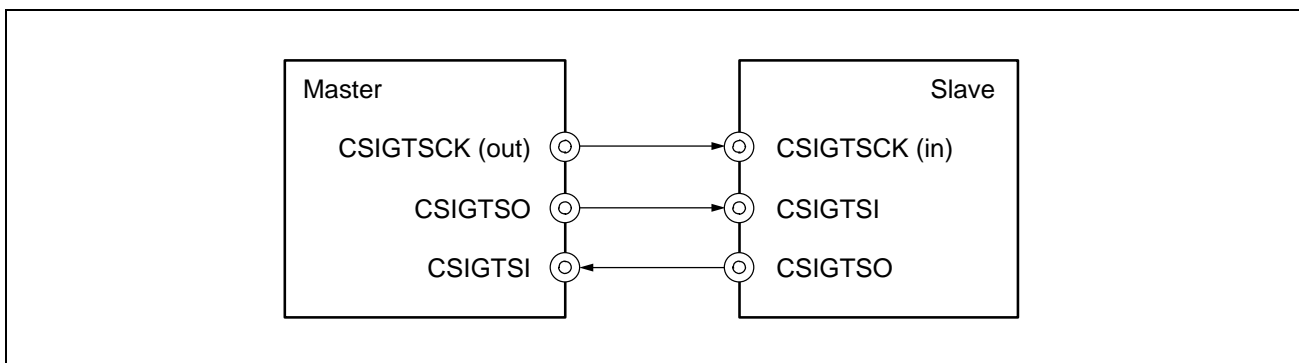 Master
Slave
CSIGTSCK (out)
CSIGTSCK (in)
CSIGTSO
CSIGTSI
CSIGTSI
CSIGTSO